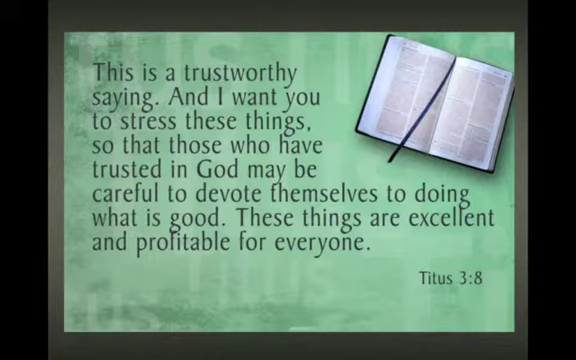 This is a trustworthy
saying. And I want you
to stress these things,
so that those who have
trusted in God may be
careful to devote themselves to doing
what is good. These things are excellent
and profitable for everyone.
Titus 3:8